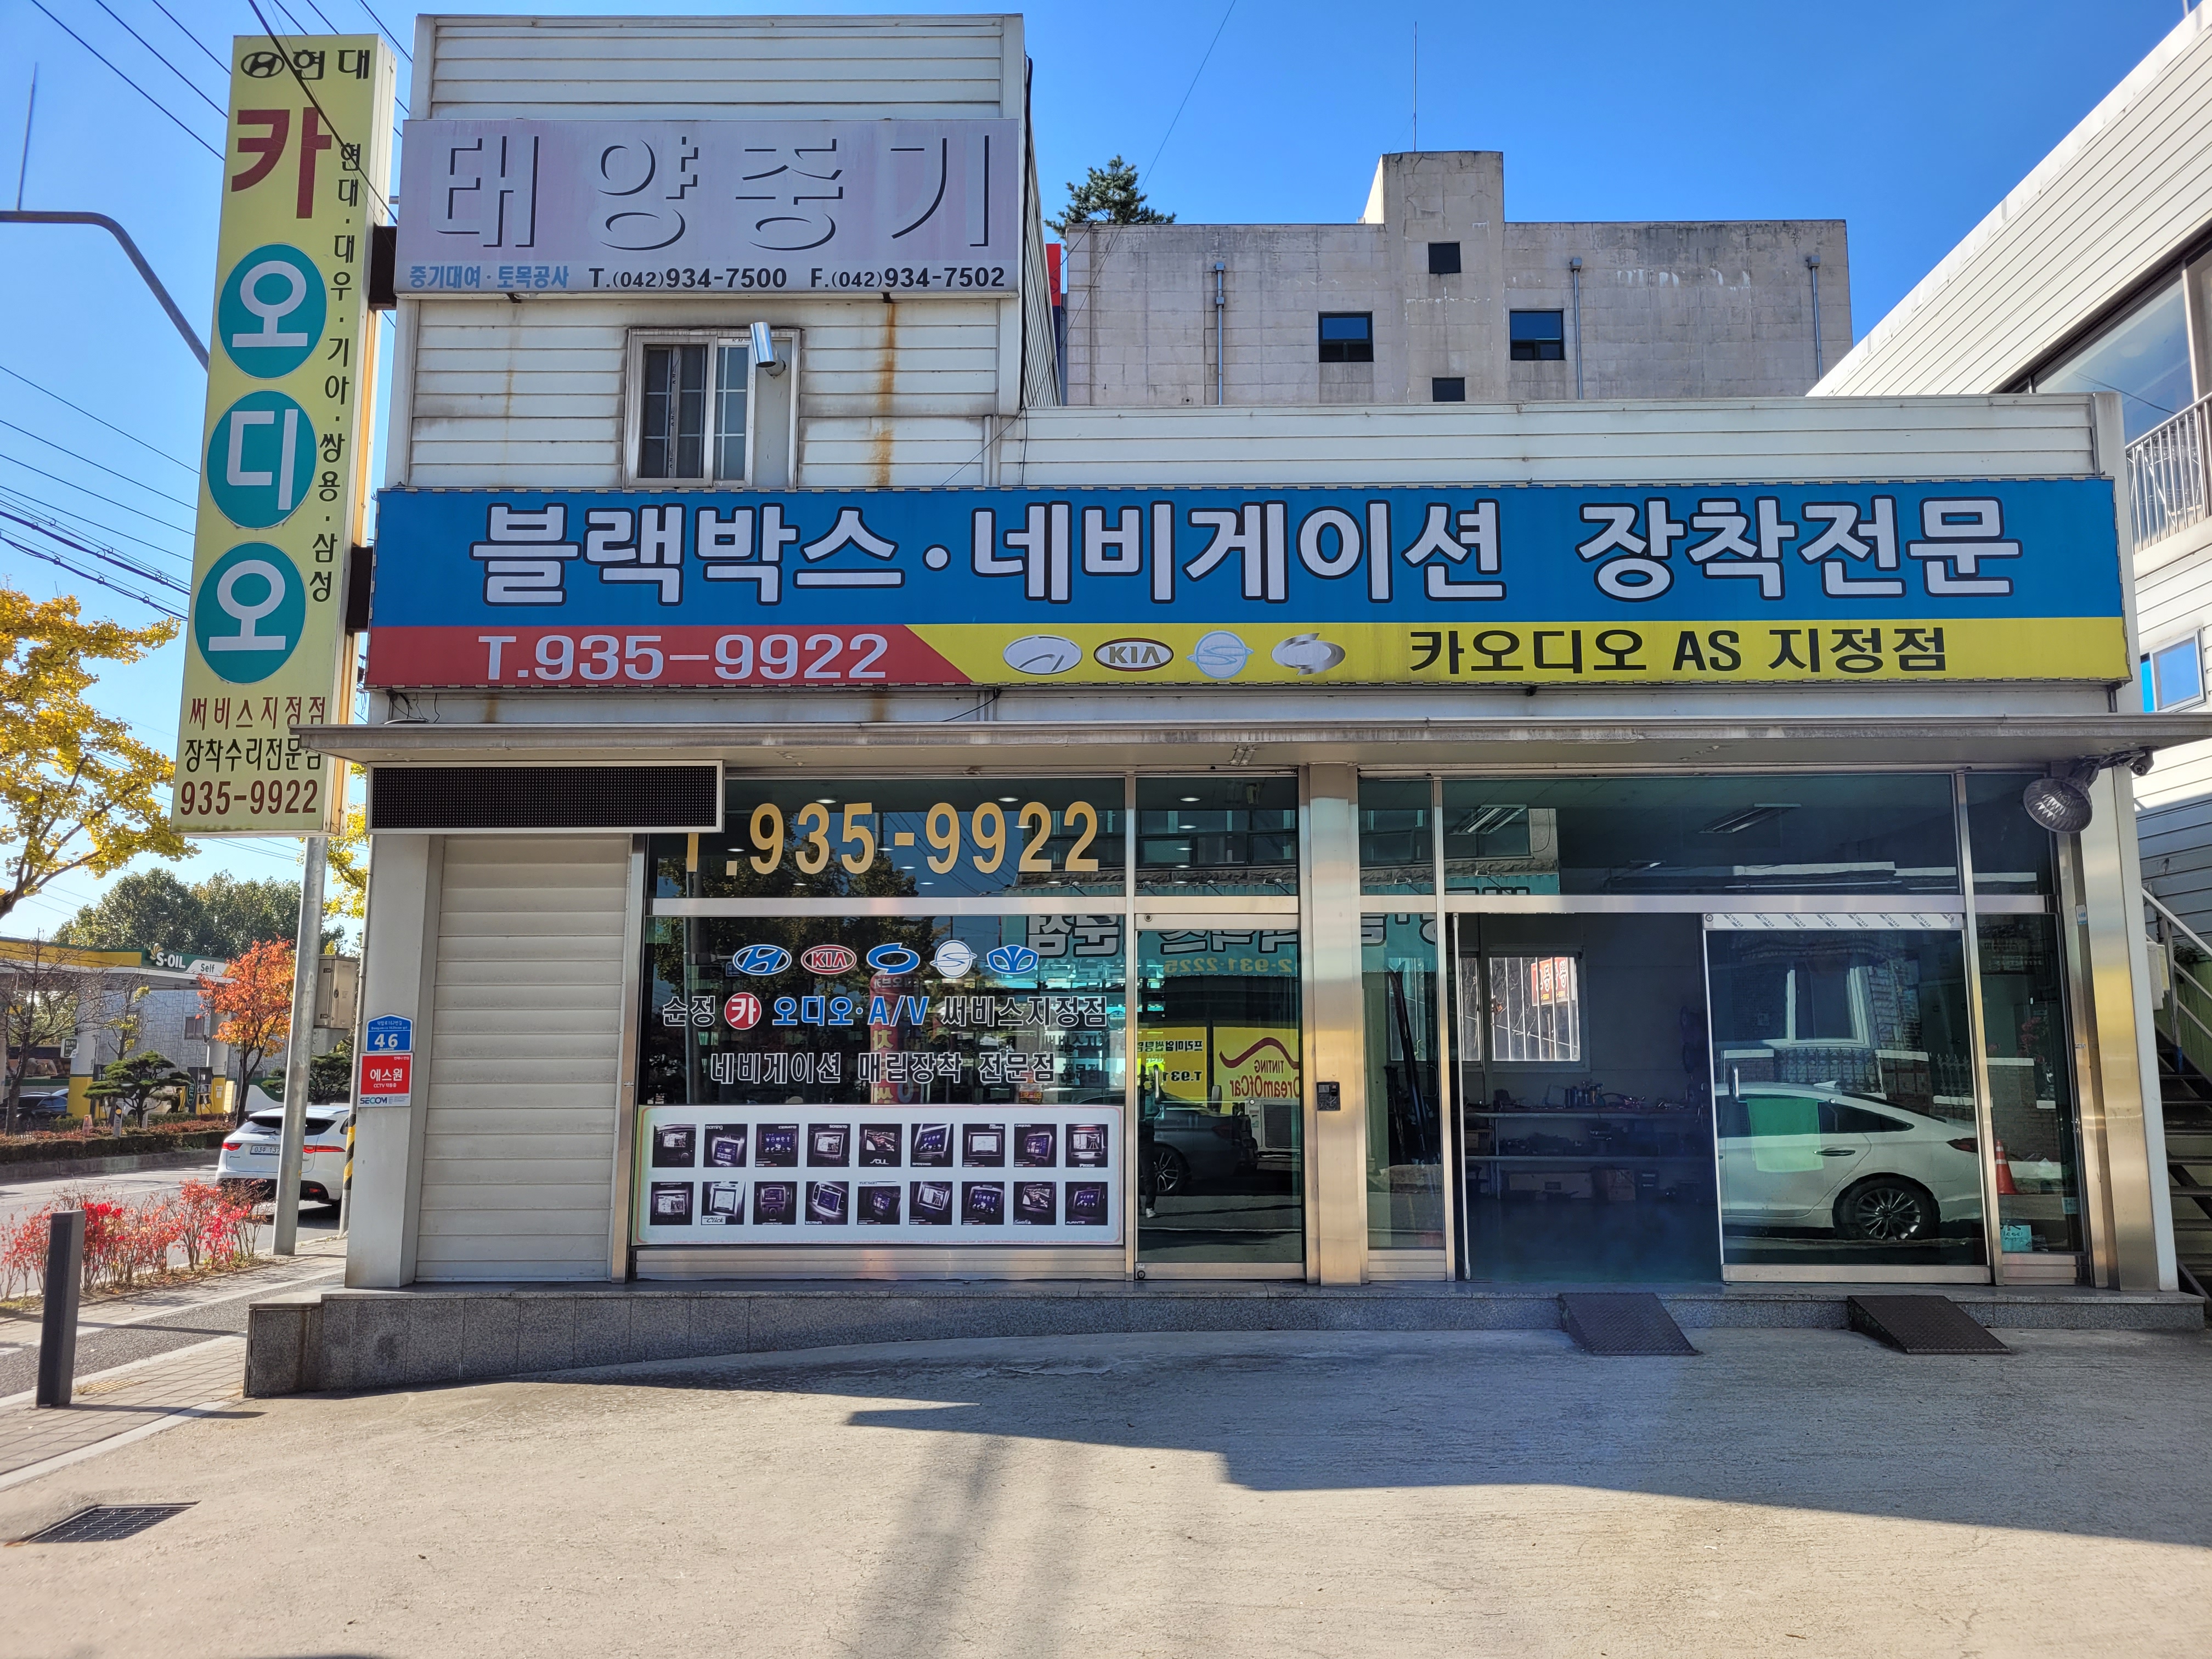 현대
카
오
디
오
현대·대우·기아·쌍용·삼성
써비스지정점
장착수리전문점
935-9922
태양중기
중기대여·토목공사 T.(042)934-7500 F.(042)934-7502
블랙박스·네비게이션 장착전문
T.935-9922 KIA 카오디오 AS 지정점
T.935-9922
KIA
순정 카 오디오·A/V 써비스지정점
네비게이션 매립장착 전문점
46
에스원
SECOM
S-OIL
Self
TINTING
DreamOfCar